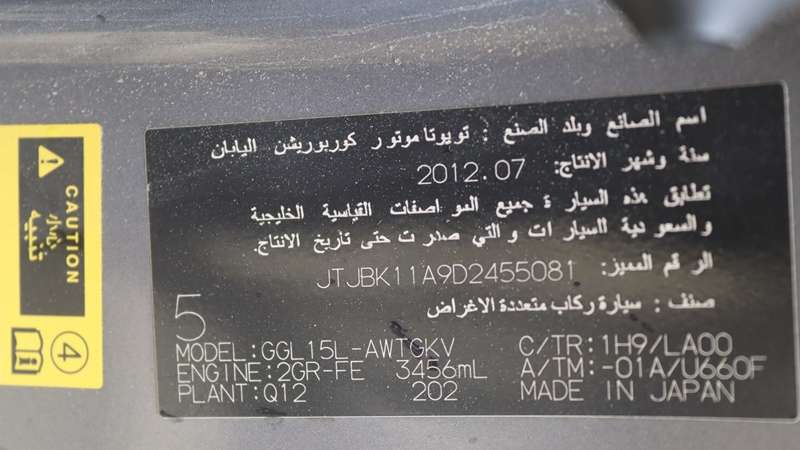 اسم الصانع وبلد الصنع : تويوتا موتور كوربوريشن اليابان
سنة وشهر الانتاج: 2012.07
تطابق هذه السيارة جميع المواصفات القياسية الخليجية
والسعودية للسيارات والتي صدرت حتى تاريخ الانتاج.
الرقم المميز: JTJBK11A9D2455081
صنف : سيارة ركاب متعددة الاغراض
5
MODEL:GGL15L-AWTGKV C/TR:1H9/LA00
ENGINE:2GR-FE 3456mL A/TM:-01A/U660F
PLANT:Q12 202 MADE IN JAPAN
CAUTION
تنبيه
4